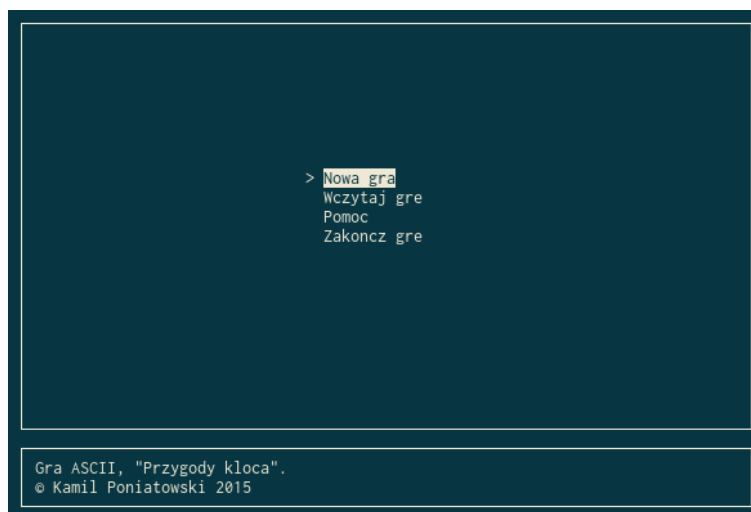 > Nowa gra
Wczytaj gre
Pomoc
Zakoncz gre
Gra ASCII, "Przygody kloca".
© Kamil Poniatowski 2015